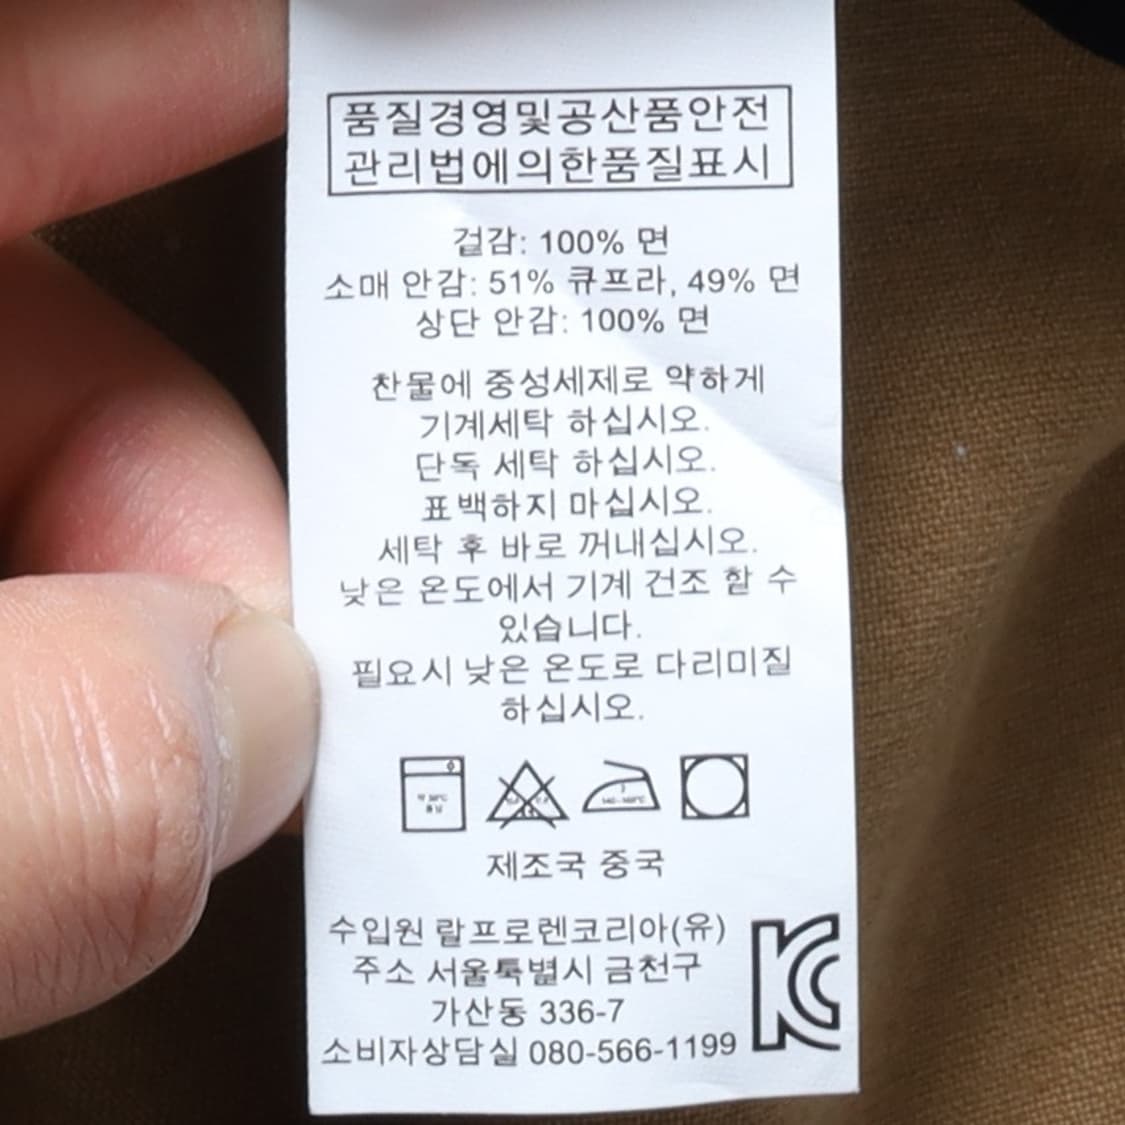 품질경영및공산품안전
관리법에의한품질표시
겉감: 100% 면
소매 안감: 51% 큐프라, 49% 면
상단 안감: 100% 면
찬물에 중성세제로 약하게
기계세탁 하십시오.
단독 세탁 하십시오.
표백하지 마십시오.
세탁 후 바로 꺼내십시오.
낮은 온도에서 기계 건조 할 수
있습니다.
필요시 낮은 온도로 다리미질
하십시오.
제조국 중국
수입원 랄프로렌코리아(유)
주소 서울특별시 금천구
가산동 336-7
소비자상담실 080-566-1199